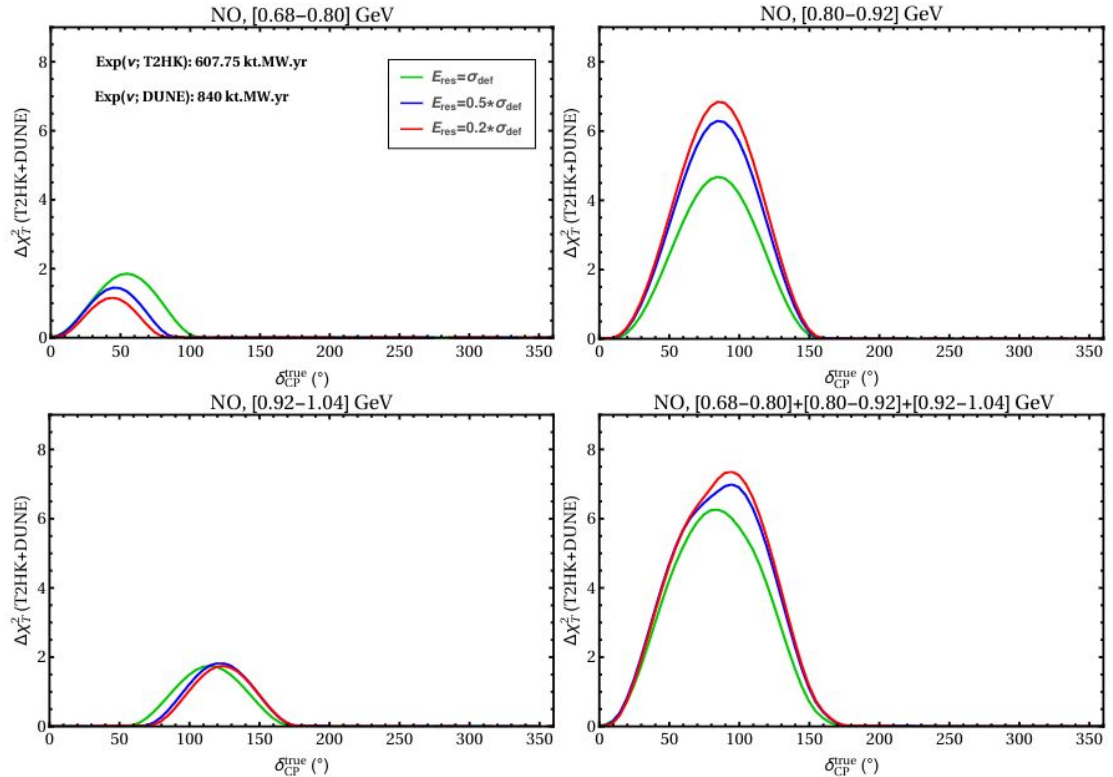 NO, [0.68–0.80] GeV
Exp(ν; T2HK): 607.75 kt.MW.yr
Exp(ν; DUNE): 840 kt.MW.yr
E_res=σ_def
E_res=0.5*σ_def
E_res=0.2*σ_def
Δχ²_T (T2HK+DUNE)
8
6
4
2
0
0 50 100 150 200 250 300 350
δ_CP^true (°)
NO, [0.80–0.92] GeV
Δχ²_T (T2HK+DUNE)
8
6
4
2
0
0 50 100 150 200 250 300 350
δ_CP^true (°)
NO, [0.92–1.04] GeV
Δχ²_T (T2HK+DUNE)
8
6
4
2
0
0 50 100 150 200 250 300 350
δ_CP^true (°)
NO, [0.68–0.80]+[0.80–0.92]+[0.92–1.04] GeV
Δχ²_T (T2HK+DUNE)
8
6
4
2
0
0 50 100 150 200 250 300 350
δ_CP^true (°)